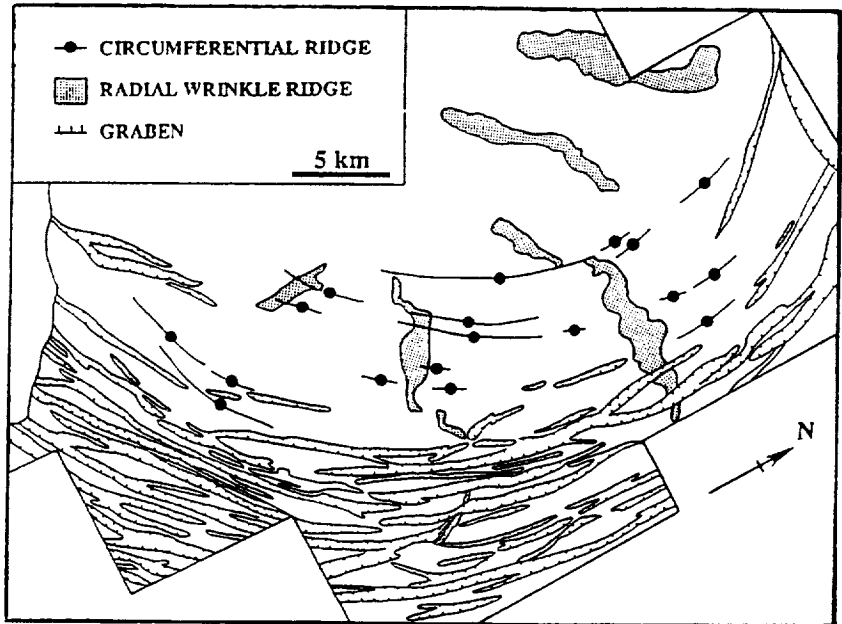 CIRCUMFERENTIAL RIDGE
RADIAL WRINKLE RIDGE
GRABEN
5 km
N